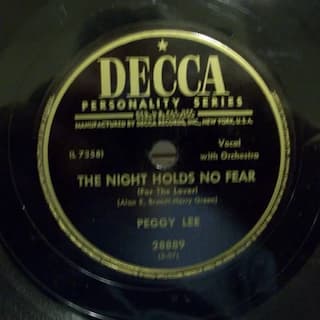 DECCA
PERSONALITY SERIES
MANUFACTURED BY DECCA RECORDS, INC., NEW YORK, U.S.A.
(L 7358)
Vocal
with Orchestra
THE NIGHT HOLDS NO FEAR
(For The Lover)
(Alan E. Brandt-Harry Green)
PEGGY LEE
28889